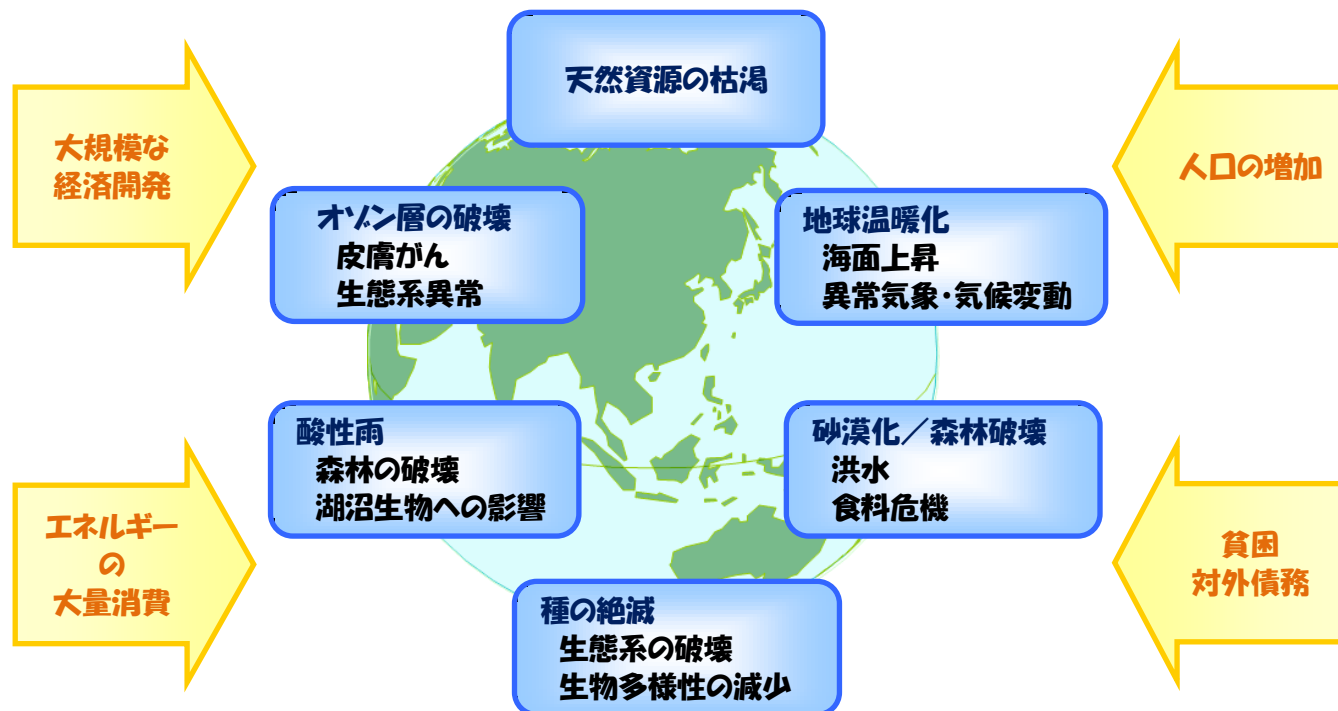 天然資源の枯渇
大規模な
経済開発
人口の増加
オゾン層の破壊
皮膚がん
生態系異常
地球温暖化
海面上昇
異常気象・気候変動
酸性雨
森林の破壊
湖沼生物への影響
砂漠化／森林破壊
洪水
食料危機
エネルギー
の
大量消費
貧困
対外債務
種の絶滅
生態系の破壊
生物多様性の減少